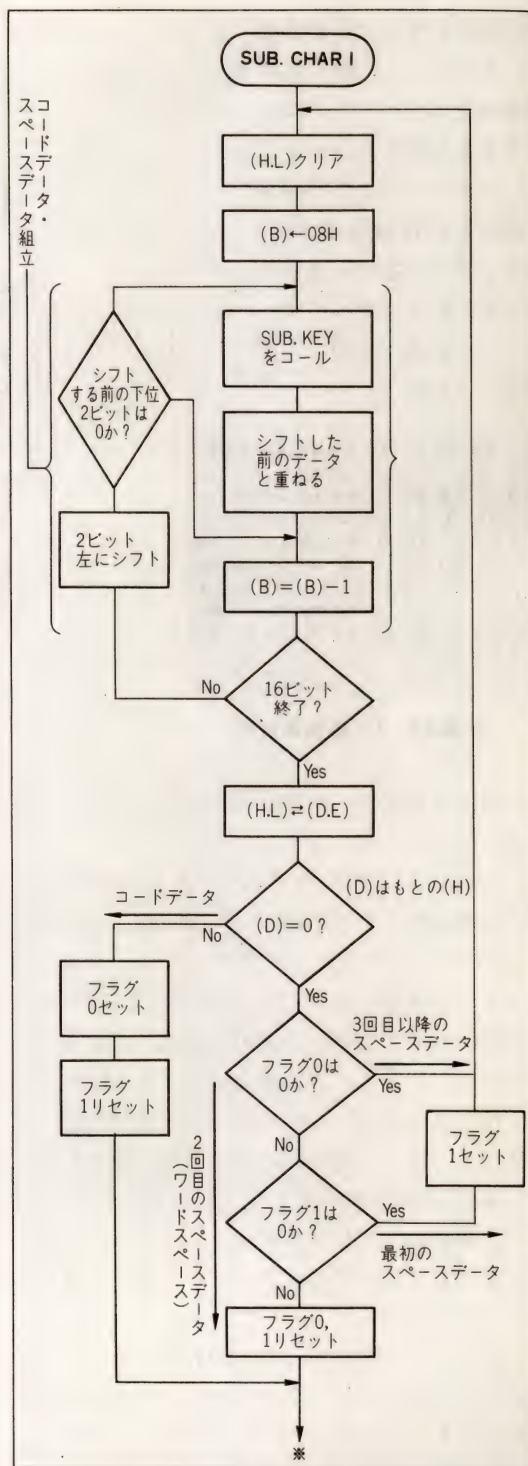 SUB. CHAR I
コードデータ・
スペースデータ組立
(H.L)クリア
(B)←08H
SUB. KEY
をコール
シフト
する前の下位
2ビットは
0か?
シフトした
前のデータ
と重ねる
2ビット
左にシフト
(B)=(B)-1
No
16ビット
終了?
Yes
(H.L)⇄(D.E)
コードデータ
(D)はもとの(H)
No
(D)=0?
Yes
フラグ
0セット
3回目以降の
スペースデータ
フラグ0は
0か?
Yes
フラグ
1リセット
No
フラグ
1セット
2回目のスペースデータ
(ワードスペース)
フラグ1は
0か?
Yes
最初の
スペースデータ
No
フラグ0,
1リセット
※